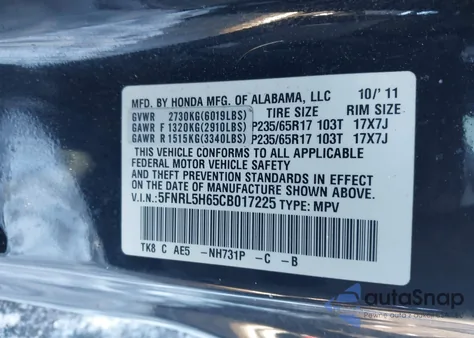 MFD. BY HONDA MFG. OF ALABAMA, LLC 10/'11
GVWR 2730KG(6019LBS) TIRE SIZE RIM SIZE
GAWR F 1320KG(2910LBS) P235/65R17 103T 17X7J
GAWR R 1515KG(3340LBS) P235/65R17 103T 17X7J
THIS VEHICLE CONFORMS TO ALL APPLICABLE
FEDERAL MOTOR VEHICLE SAFETY
AND THEFT PREVENTION STANDARDS IN EFFECT ON
THE DATE OF MANUFACTURE SHOWN ABOVE.
V.I.N.:5FNRL5H65CB017225 TYPE: MPV
TK8 C AE5 -NH731P -C -B
autoSnap